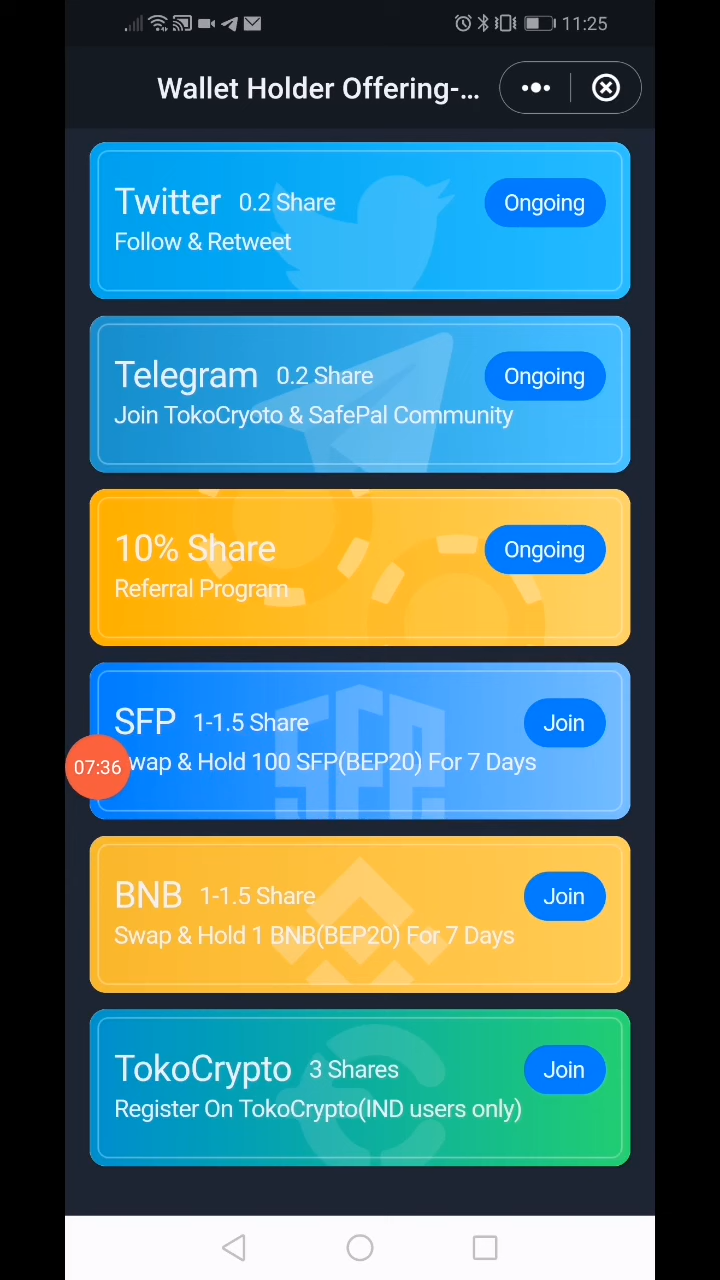 11:25
Wallet Holder Offering-...
Twitter 0.2 Share
Ongoing
Follow & Retweet
Telegram 0.2 Share
Ongoing
Join TokoCryoto & SafePal Community
10% Share
Ongoing
Referral Program
SFP 1-1.5 Share
Join
07:36
wap & Hold 100 SFP(BEP20) For 7 Days
BNB 1-1.5 Share
Join
Swap & Hold 1 BNB(BEP20) For 7 Days
TokoCrypto 3 Shares
Join
Register On TokoCrypto(IND users only)